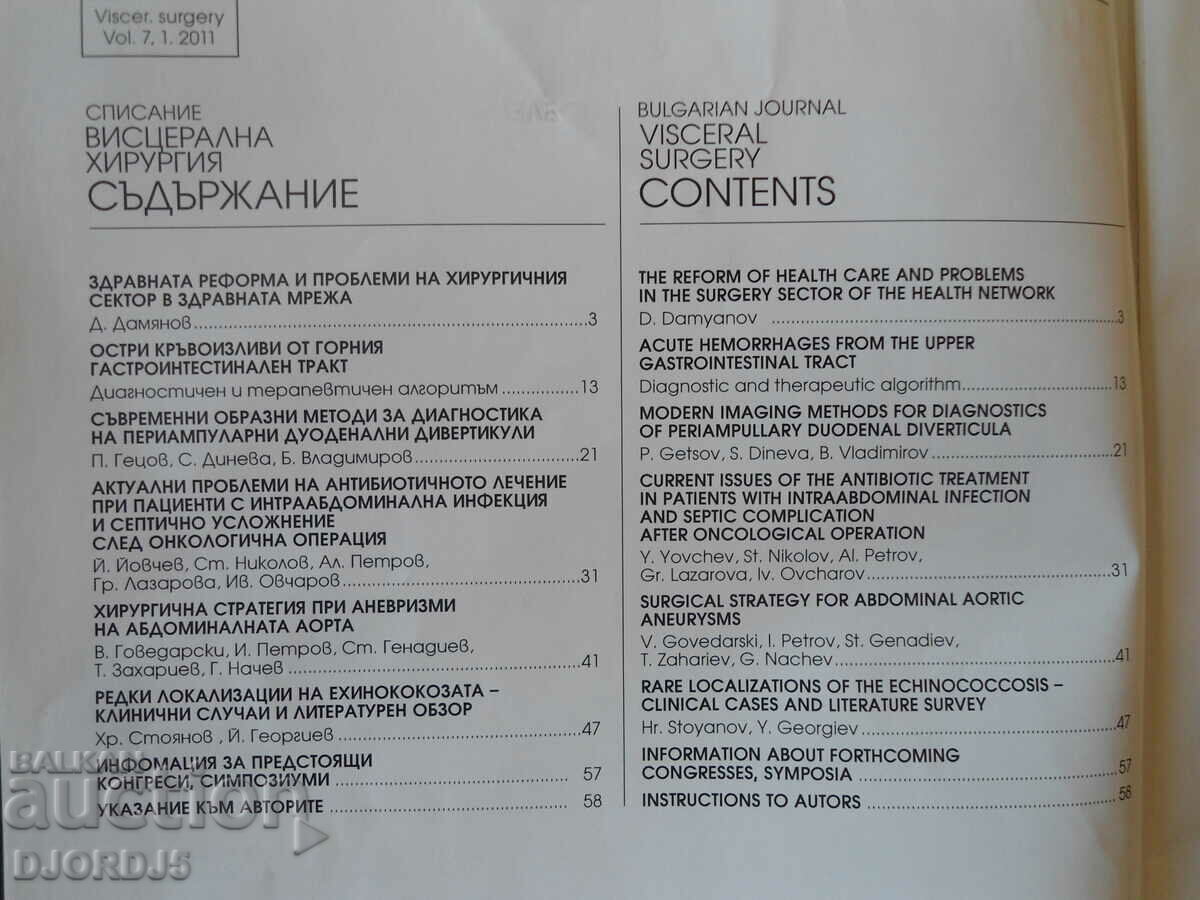 Viscer. surgery
Vol. 7, 1. 2011
СПИСАНИЕ
ВИСЦЕРАЛНА
ХИРУРГИЯ
СЪДЪРЖАНИЕ
ЗДРАВНАТА РЕФОРМА И ПРОБЛЕМИ НА ХИРУРГИЧНИЯ
СЕКТОР В ЗДРАВНАТА МРЕЖА
Д. Дамянов.....3
ОСТРИ КРЪВОИЗЛИВИ ОТ ГОРНИЯ
ГАСТРОИНТЕСТИНАЛЕН ТРАКТ
Диагностичен и терапевтичен алгоритъм.....13
СЪВРЕМЕННИ ОБРАЗНИ МЕТОДИ ЗА ДИАГНОСТИКА
НА ПЕРИАМПУЛАРНИ ДУОДЕНАЛНИ ДИВЕРТИКУЛИ
П. Гецов, С. Динева, Б. Владимиров.....21
АКТУАЛНИ ПРОБЛЕМИ НА АНТИБИОТИЧНОТО ЛЕЧЕНИЕ
ПРИ ПАЦИЕНТИ С ИНТРААБДОМИНАЛНА ИНФЕКЦИЯ
И СЕПТИЧНО УСЛОЖНЕНИЕ
СЛЕД ОНКОЛОГИЧНА ОПЕРАЦИЯ
Й. Йовчев, Ст. Николов, Ал. Петров,
Гр. Лазарова, Ив. Овчаров.....31
ХИРУРГИЧНА СТРАТЕГИЯ ПРИ АНЕВРИЗМИ
НА АБДОМИНАЛНАТА АОРТА
В. Говедарски, И. Петров, Ст. Генадиев,
Т. Захариев, Г. Начев.....41
РЕДКИ ЛОКАЛИЗАЦИИ НА ЕХИНОКОКОЗАТА –
КЛИНИЧНИ СЛУЧАИ И ЛИТЕРАТУРЕН ОБЗОР
Хр. Стоянов, Й. Георгиев.....47
ИНФОМАЦИЯ ЗА ПРЕДСТОЯЩИ
КОНГРЕСИ, СИМПОЗИУМИ.....57
УКАЗАНИЕ КЪМ АВТОРИТЕ.....58
BULGARIAN JOURNAL
VISCERAL
SURGERY
CONTENTS
THE REFORM OF HEALTH CARE AND PROBLEMS
IN THE SURGERY SECTOR OF THE HEALTH NETWORK
D. Damyanov.....3
ACUTE HEMORRHAGES FROM THE UPPER
GASTROINTESTINAL TRACT
Diagnostic and therapeutic algorithm.....13
MODERN IMAGING METHODS FOR DIAGNOSTICS
OF PERIAMPULLARY DUODENAL DIVERTICULA
P. Getsov, S. Dineva, B. Vladimirov.....21
CURRENT ISSUES OF THE ANTIBIOTIC TREATMENT
IN PATIENTS WITH INTRAABDOMINAL INFECTION
AND SEPTIC COMPLICATION
AFTER ONCOLOGICAL OPERATION
Y. Yovchev, St. Nikolov, Al. Petrov,
Gr. Lazarova, Iv. Ovcharov.....31
SURGICAL STRATEGY FOR ABDOMINAL AORTIC
ANEURYSMS
V. Govedarski, I. Petrov, St. Genadiev,
T. Zahariev, G. Nachev.....41
RARE LOCALIZATIONS OF THE ECHINOCOCCOSIS –
CLINICAL CASES AND LITERATURE SURVEY
Hr. Stoyanov, Y. Georgiev.....47
INFORMATION ABOUT FORTHCOMING
CONGRESSES, SYMPOSIA.....57
INSTRUCTIONS TO AUTORS.....58
BALKAN
auction
DJORDJ5